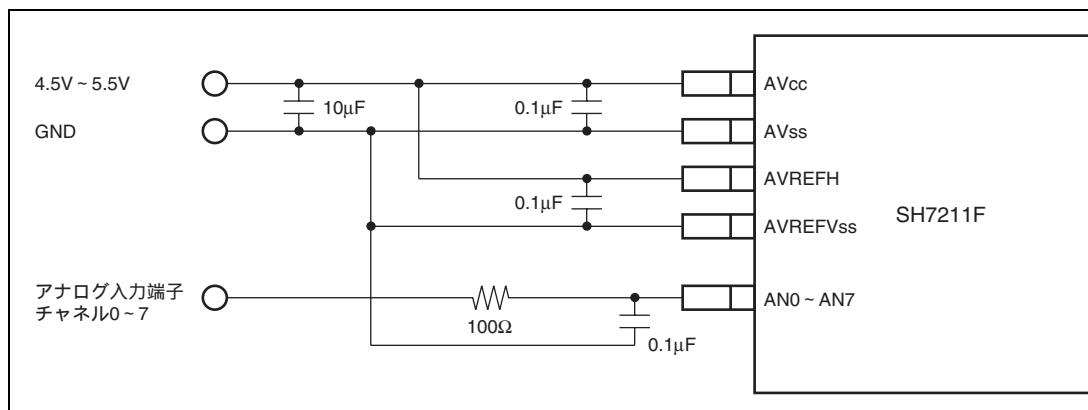 4.5V ~ 5.5V
GND
10μF
0.1μF
0.1μF
アナログ入力端子
チャネル0 ~ 7
100Ω
0.1μF
AVcc
AVss
AVREFH
AVREFVss
AN0 ~ AN7
SH7211F